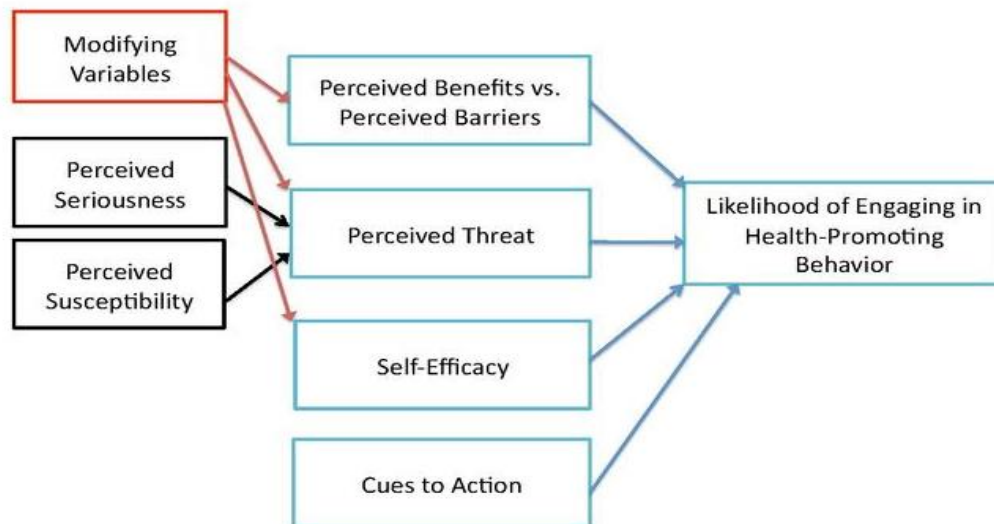 Modifying
Variables
Perceived
Seriousness
Perceived
Susceptibility
Perceived Benefits vs.
Perceived Barriers
Perceived Threat
Self-Efficacy
Cues to Action
Likelihood of Engaging in
Health-Promoting
Behavior